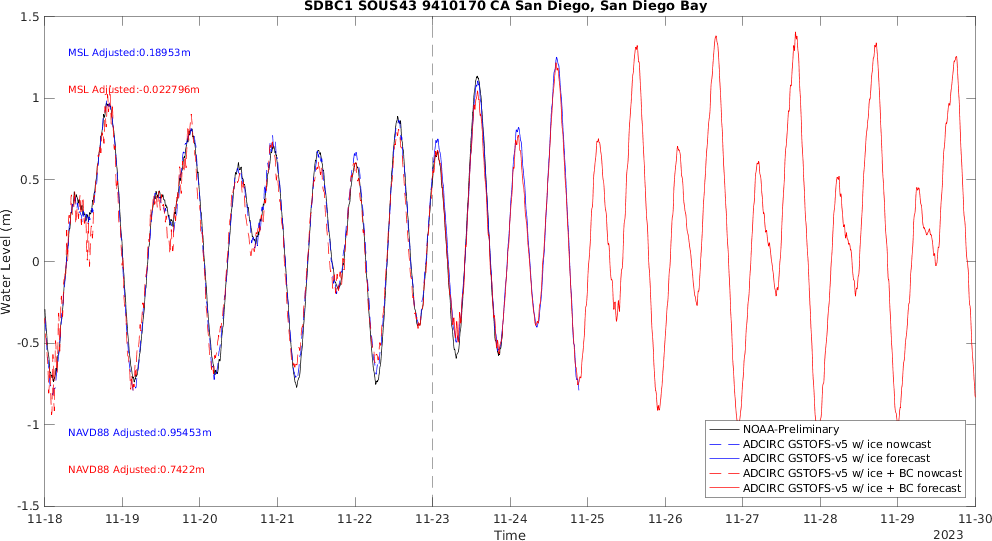 SDBC1 SOUS43 9410170 CA San Diego, San Diego Bay
1.5
MSL Adjusted:0.18953m
MSL Adjusted:-0.022796m
1
0.5
Water Level (m)
0
-0.5
-1
NAVD88 Adjusted:0.95453m
NAVD88 Adjusted:0.7422m
NOAA-Preliminary
ADCIRC GSTOFS-v5 w/ ice nowcast
ADCIRC GSTOFS-v5 w/ ice forecast
ADCIRC GSTOFS-v5 w/ ice + BC nowcast
ADCIRC GSTOFS-v5 w/ ice + BC forecast
-1.5
11-18 11-19 11-20 11-21 11-22 11-23 11-24 11-25 11-26 11-27 11-28 11-29 11-30
Time
2023